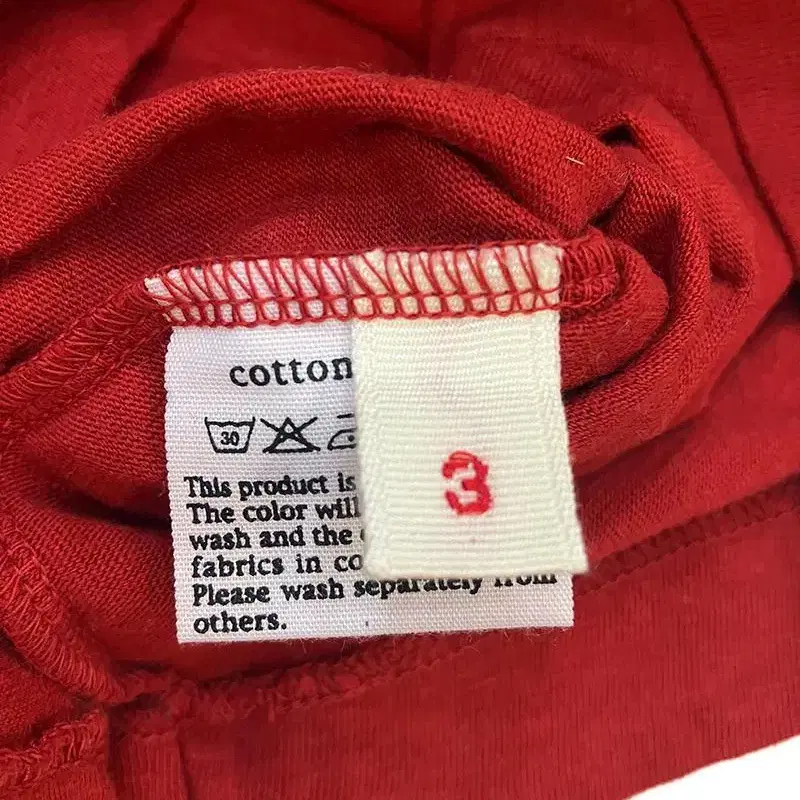 cotton
30
3
This product is
The color will
wash and the
fabrics in co
Please wash separately from
others.